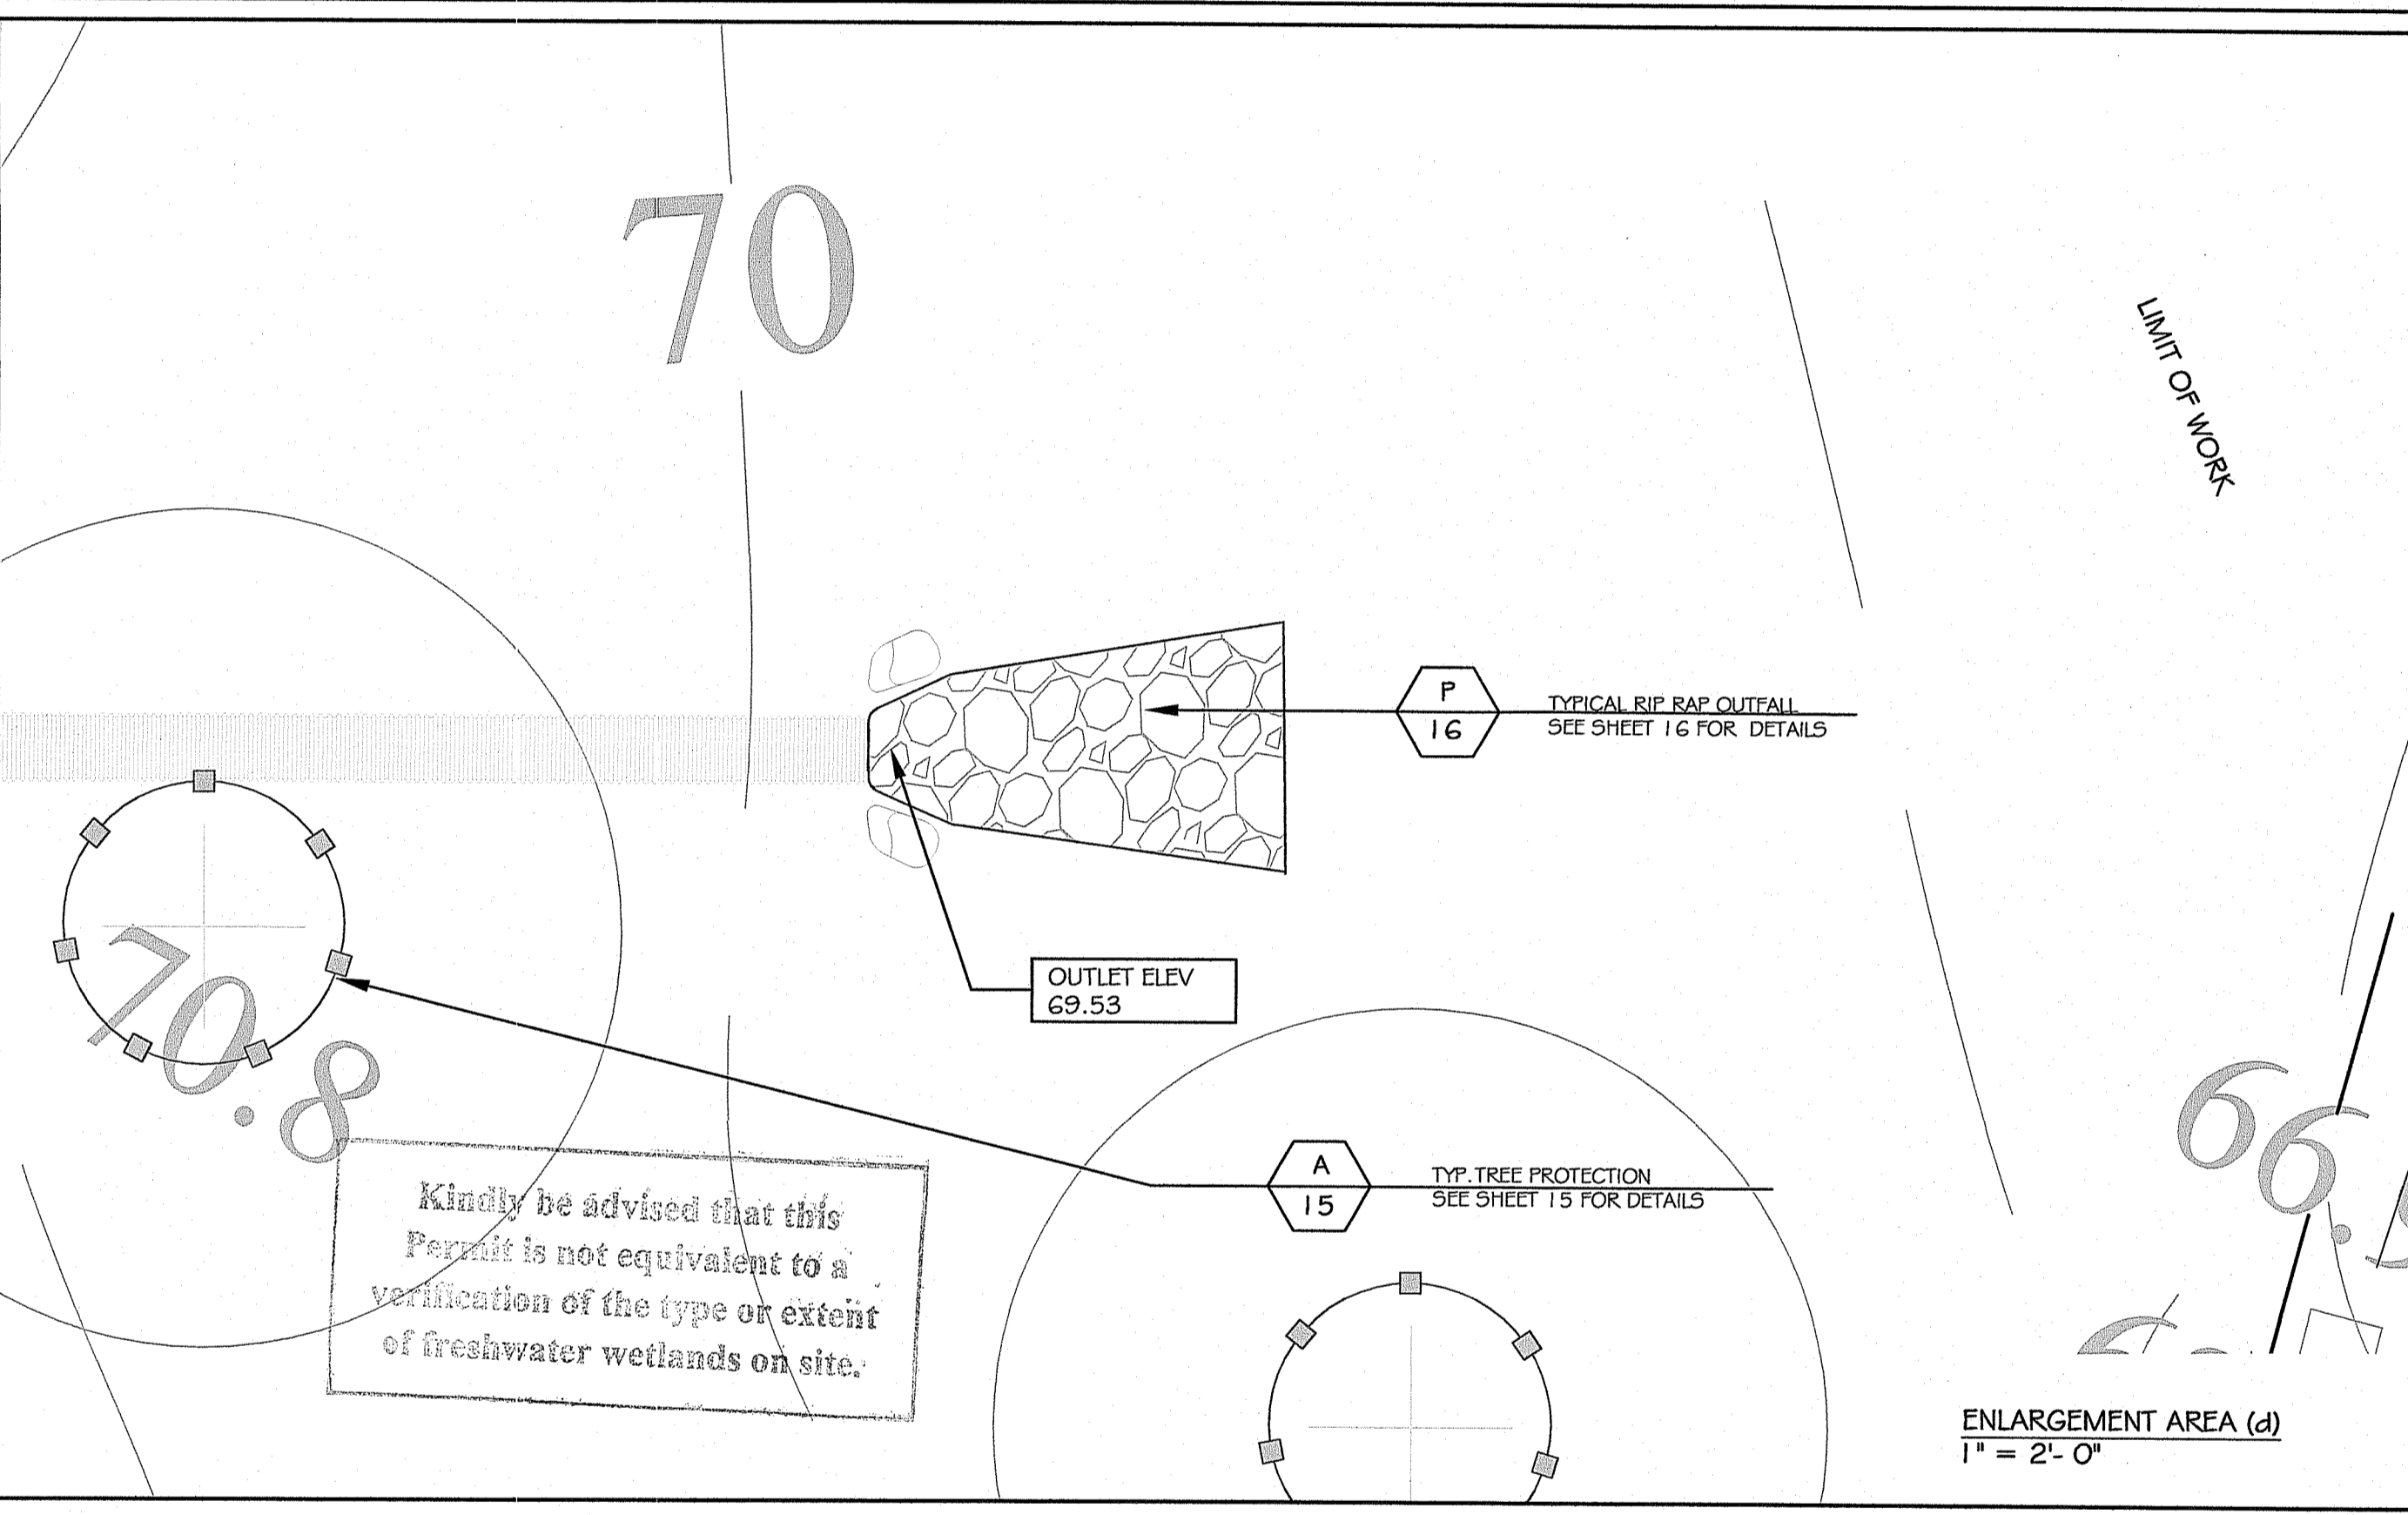 70
LIMIT OF WORK
P
16
TYPICAL RIP RAP OUTFALL
SEE SHEET 16 FOR DETAILS
70.8
OUTLET ELEV
69.53
66.
A
15
TYP. TREE PROTECTION
SEE SHEET 15 FOR DETAILS
Kindly be advised that this
Permit is not equivalent to a
verification of the type or extent
of freshwater wetlands on site.
ENLARGEMENT AREA (d)
1" = 2'- 0"